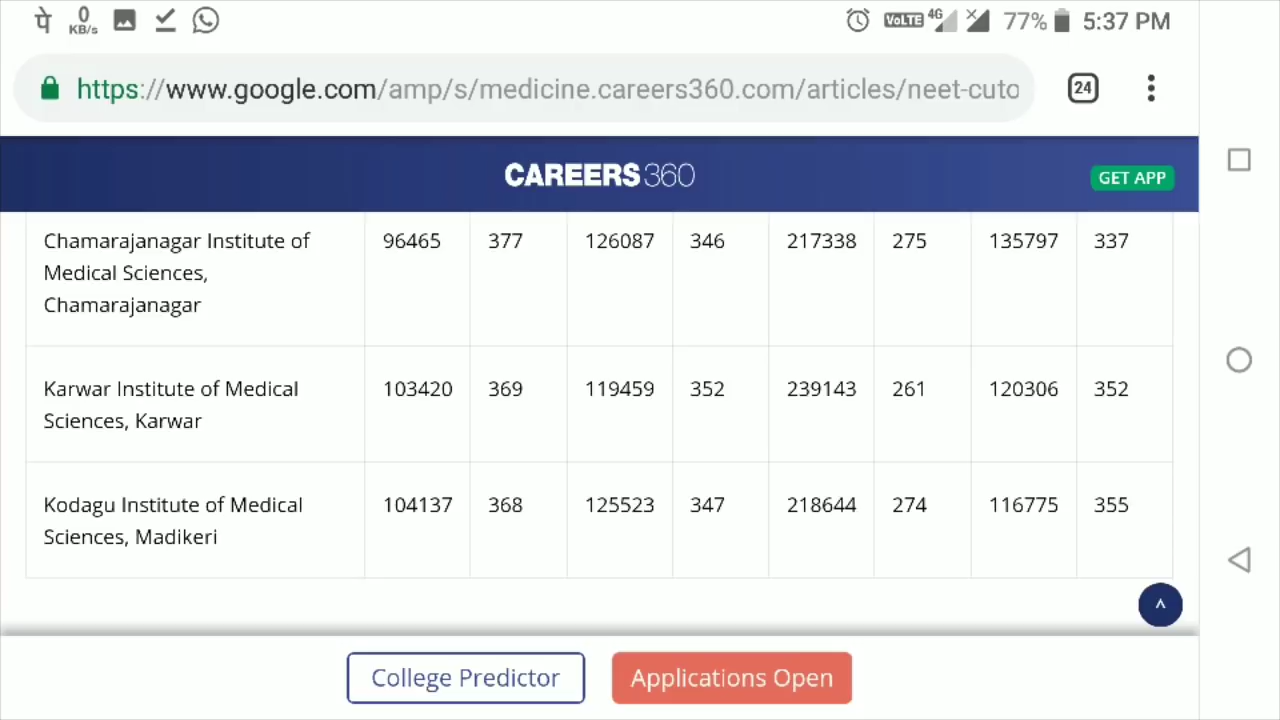 पे 0 KB/s VoLTE 4G 77% 5:37 PM
https://www.google.com/amp/s/medicine.careers360.com/articles/neet-cuto 24
CAREERS360 GET APP
Chamarajanagar Institute of 96465 377 126087 346 217338 275 135797 337
Medical Sciences,
Chamarajanagar
Karwar Institute of Medical 103420 369 119459 352 239143 261 120306 352
Sciences, Karwar
Kodagu Institute of Medical 104137 368 125523 347 218644 274 116775 355
Sciences, Madikeri
College Predictor Applications Open